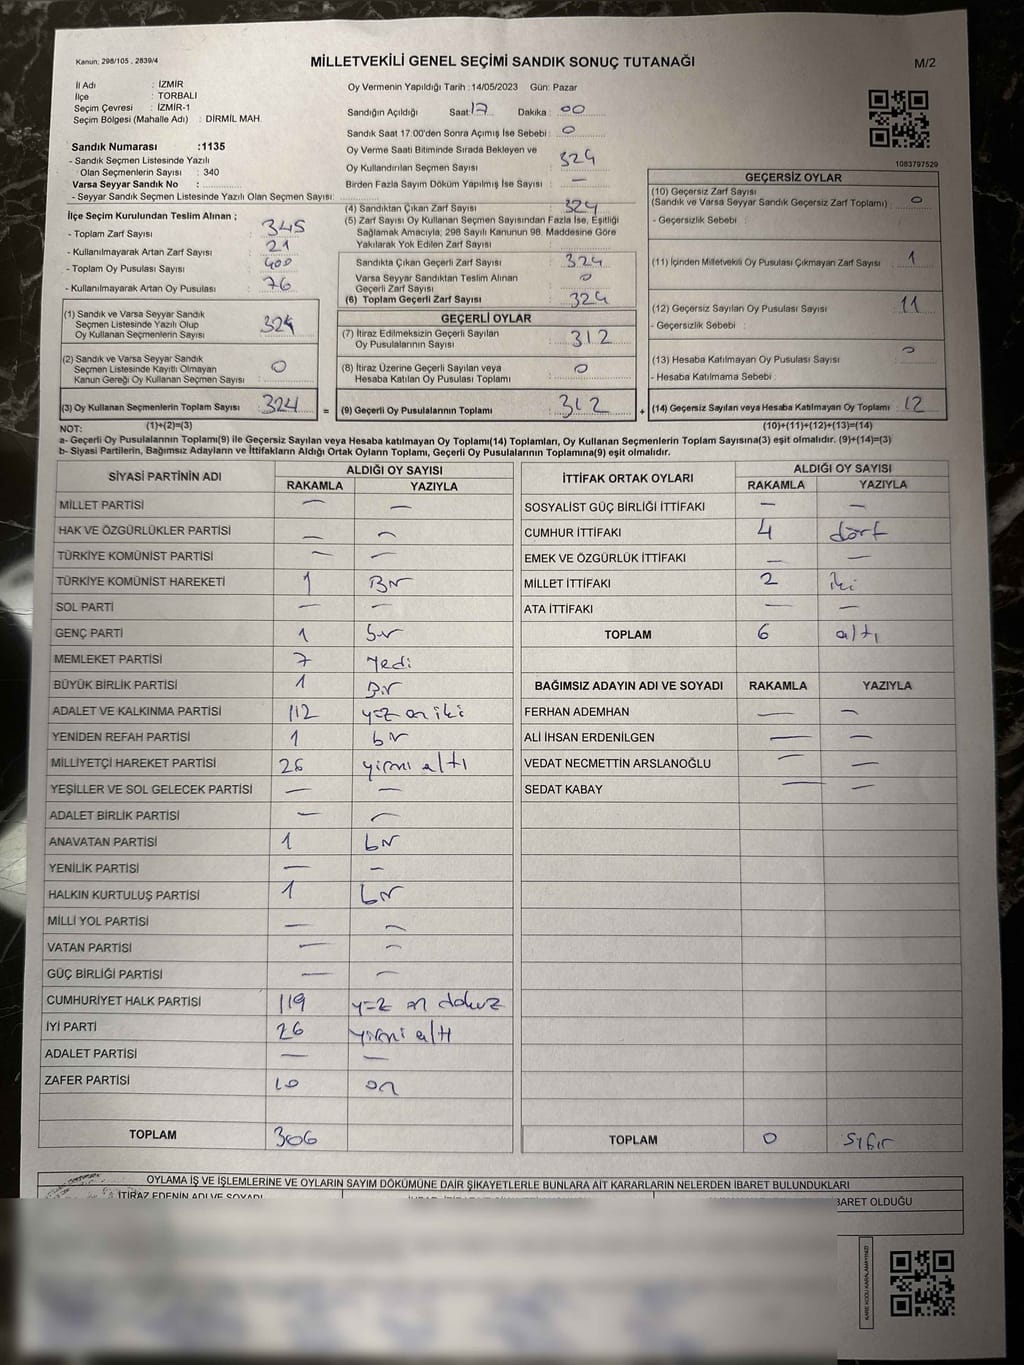 Kanun; 298/105 . 2839/4
MİLLETVEKİLİ GENEL SEÇİMİ SANDIK SONUÇ TUTANAĞI
M/2
İl Adı : İZMİR
İlçe : TORBALI
Seçim Çevresi : İZMİR-1
Seçim Bölgesi (Mahalle Adı) : DİRMİL MAH.
Sandık Numarası :1135
- Sandık Seçmen Listesinde Yazılı
Olan Seçmenlerin Sayısı : 340
Varsa Seyyar Sandık No :
- Seyyar Sandık Seçmen Listesinde Yazılı Olan Seçmen Sayısı:
İlçe Seçim Kurulundan Teslim Alınan ;
- Toplam Zarf Sayısı 345
- Kullanılmayarak Artan Zarf Sayısı 21
- Toplam Oy Pusulası Sayısı 400
- Kullanılmayarak Artan Oy Pusulası 76
(1) Sandık ve Varsa Seyyar Sandık
Seçmen Listesinde Yazılı Olup
Oy Kullanan Seçmenlerin Sayısı 324
(2) Sandık ve Varsa Seyyar Sandık
Seçmen Listesinde Kayıtlı Olmayan
Kanun Gereği Oy Kullanan Seçmen Sayısı 0
(3) Oy Kullanan Seçmenlerin Toplam Sayısı 324 =
Oy Vermenin Yapıldığı Tarih : 14/05/2023 Gün: Pazar
Sandığın Açıldığı Saat: 17 Dakika : 00
Sandık Saat 17.00'den Sonra Açımış İse Sebebi : 0
Oy Verme Saati Bitiminde Sırada Bekleyen ve
Oy Kullandırılan Seçmen Sayısı : 324
Birden Fazla Sayım Döküm Yapılmış İse Sayısı : —
(4) Sandıktan Çıkan Zarf Sayısı : 324
(5) Zarf Sayısı Oy Kullanan Seçmen Sayısından Fazla İse, Eşitliği
Sağlamak Amacıyla; 298 Sayılı Kanunun 98. Maddesine Göre
Yakılarak Yok Edilen Zarf Sayısı :
Sandıkta Çıkan Geçerli Zarf Sayısı : 324
Varsa Seyyar Sandıktan Teslim Alınan
Geçerli Zarf Sayısı : 0
(6) Toplam Geçerli Zarf Sayısı : 324
GEÇERLİ OYLAR
(7) İtiraz Edilmeksizin Geçerli Sayılan
Oy Pusulalarının Sayısı : 312
(8) İtiraz Üzerine Geçerli Sayılan veya
Hesaba Katılan Oy Pusulası Toplamı : 0
(9) Geçerli Oy Pusulalarının Toplamı : 312 +
1083797529
GEÇERSİZ OYLAR
(10) Geçersiz Zarf Sayısı
(Sandık ve Varsa Seyyar Sandık Geçersiz Zarf Toplamı) : 0
- Geçersizlik Sebebi :
(11) İçinden Milletvekili Oy Pusulası Çıkmayan Zarf Sayısı : 1
(12) Geçersiz Sayılan Oy Pusulası Sayısı : 11
- Geçersizlik Sebebi :
(13) Hesaba Katılmayan Oy Pusulası Sayısı : 0
- Hesaba Katılmama Sebebi :
(14) Geçersiz Sayılan veya Hesaba Katılmayan Oy Toplamı : 12
NOT: (1)+(2)=(3) (10)+(11)+(12)+(13)=(14)
a- Geçerli Oy Pusulalarının Toplamı(9) ile Geçersiz Sayılan veya Hesaba katılmayan Oy Toplamı(14) Toplamları, Oy Kullanan Seçmenlerin Toplam Sayısına(3) eşit olmalıdır. (9)+(14)=(3)
b- Siyasi Partilerin, Bağımsız Adayların ve İttifakların Aldığı Ortak Oyların Toplamı, Geçerli Oy Pusulalarının Toplamına(9) eşit olmalıdır.
SİYASİ PARTİNİN ADI ALDIĞI OY SAYISI
RAKAMLA YAZIYLA
MİLLET PARTİSİ — —
HAK VE ÖZGÜRLÜKLER PARTİSİ — —
TÜRKİYE KOMÜNİST PARTİSİ — —
TÜRKİYE KOMÜNİST HAREKETİ 1 Bir
SOL PARTİ — —
GENÇ PARTİ 1 bir
MEMLEKET PARTİSİ 7 Yedi
BÜYÜK BİRLİK PARTİSİ 1 Bir
ADALET VE KALKINMA PARTİSİ 112 yüz on iki
YENİDEN REFAH PARTİSİ 1 bir
MİLLİYETÇİ HAREKET PARTİSİ 26 yirmi altı
YEŞİLLER VE SOL GELECEK PARTİSİ — —
ADALET BİRLİK PARTİSİ — —
ANAVATAN PARTİSİ 1 bir
YENİLİK PARTİSİ — —
HALKIN KURTULUŞ PARTİSİ 1 bir
MİLLİ YOL PARTİSİ — —
VATAN PARTİSİ — —
GÜÇ BİRLİĞİ PARTİSİ — —
CUMHURİYET HALK PARTİSİ 119 yüz on dokuz
İYİ PARTİ 26 yirmi altı
ADALET PARTİSİ — —
ZAFER PARTİSİ 10 on
TOPLAM 306
İTTİFAK ORTAK OYLARI ALDIĞI OY SAYISI
RAKAMLA YAZIYLA
SOSYALİST GÜÇ BİRLİĞİ İTTİFAKI — —
CUMHUR İTTİFAKI 4 dört
EMEK VE ÖZGÜRLÜK İTTİFAKI — —
MİLLET İTTİFAKI 2 iki
ATA İTTİFAKI — —
TOPLAM 6 altı
BAĞIMSIZ ADAYIN ADI VE SOYADI RAKAMLA YAZIYLA
FERHAN ADEMHAN — —
ALİ İHSAN ERDENİLGEN — —
VEDAT NECMETTİN ARSLANOĞLU — —
SEDAT KABAY — —
TOPLAM 0 sıfır
OYLAMA İŞ VE İŞLEMLERİNE VE OYLARIN SAYIM DÖKÜMÜNE DAİR ŞİKAYETLERLE BUNLARA AİT KARARLARIN NELERDEN İBARET BULUNDUKLARI
İTİRAZ EDENİN ADI VE SOYADI
İBARET OLDUĞU
KARE KODU KARALAMAYINIZ!